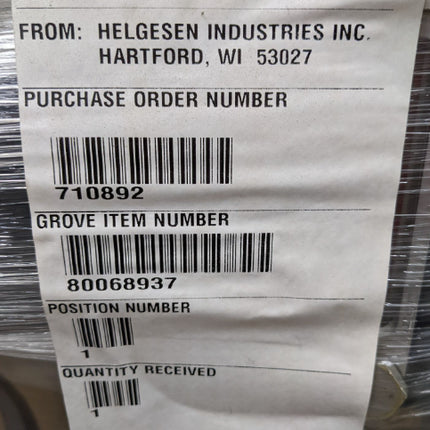 FROM: HELGESEN INDUSTRIES INC.
HARTFORD, WI 53027
PURCHASE ORDER NUMBER
710892
GROVE ITEM NUMBER
80068937
POSITION NUMBER
1
QUANTITY RECEIVED
1